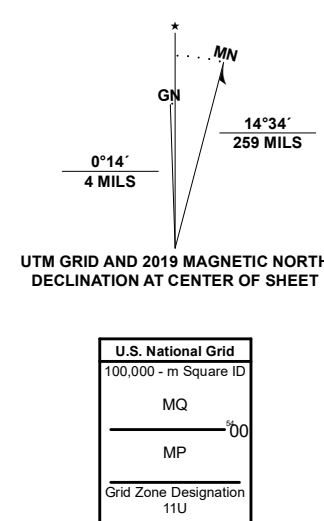 ★
MN
GN
14°34´
259 MILS
0°14´
4 MILS
UTM GRID AND 2019 MAGNETIC NORTH
DECLINATION AT CENTER OF SHEET
U.S. National Grid
100,000 - m Square ID
MQ
5400
MP
Grid Zone Designation
11U